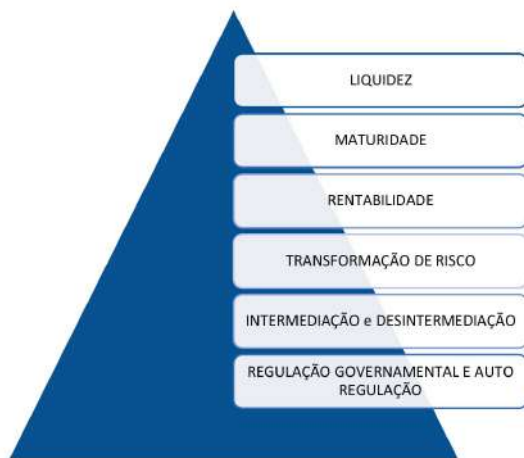 LIQUIDEZ
MATURIDADE
RENTABILIDADE
TRANSFORMAÇÃO DE RISCO
INTERMEDIAÇÃO e DESINTERMEDIAÇÃO
REGULAÇÃO GOVERNAMENTAL E AUTO
REGULAÇÃO